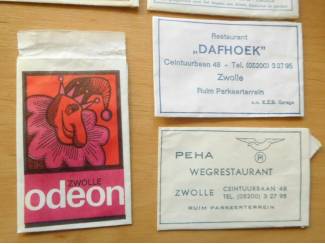 ZWOLLE
odeon
Restaurant
„DAFHOEK”
Ceintuurbaan 48 - Tel. (05200) 3 27 95
Zwolle
Ruim Parkeerterrein
n.v. E.Z.B. Garage
PEHA
WEGRESTAURANT
ZWOLLE CEINTUURBAAN 48
TEL. (05200) 3 27 95
RUIM PARKEERTERREIN